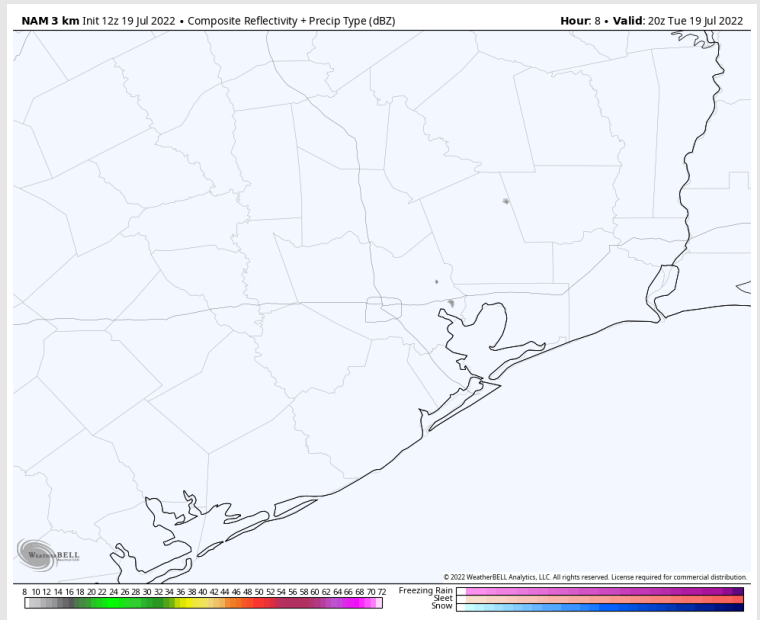 NAM 3 km Init 12z 19 Jul 2022 • Composite Reflectivity + Precip Type (dBZ) Hour: 8 • Valid: 20z Tue 19 Jul 2022
WeatherBELL
© 2022 WeatherBELL Analytics, LLC. All rights reserved. License required for commercial distribution.
8 10 12 14 16 18 20 22 24 26 28 30 32 34 36 38 40 42 44 46 48 50 52 54 56 58 60 62 64 66 68 70 72
Freezing Rain
Sleet
Snow